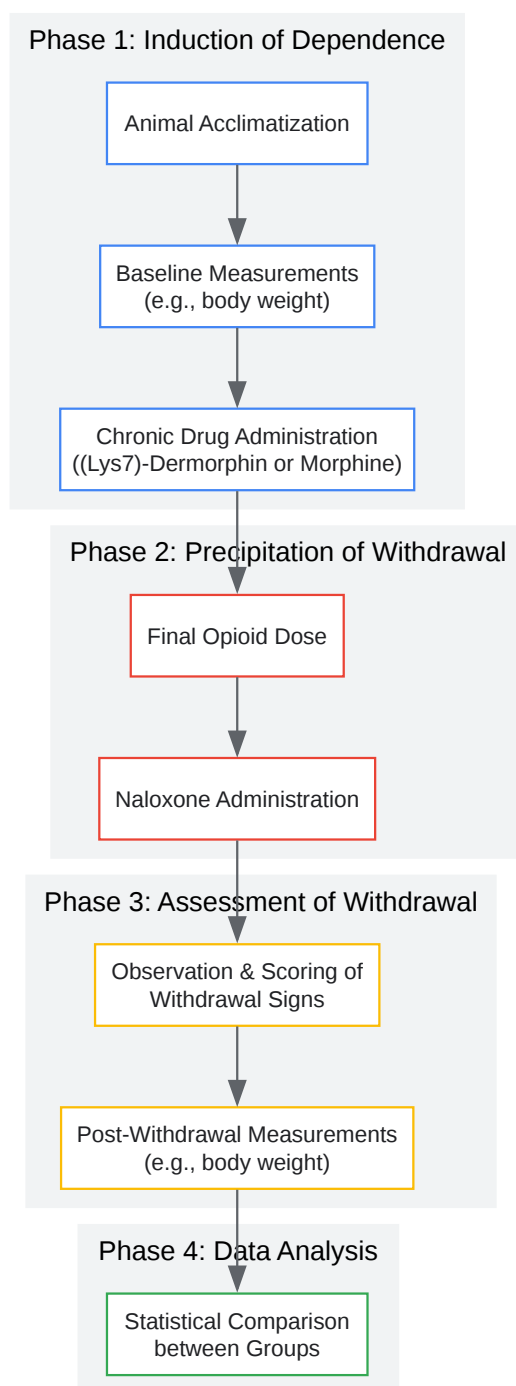 Phase 1: Induction of Dependence
Animal Acclimatization
Baseline Measurements
(e.g., body weight)
Chronic Drug Administration
((Lys7)-Dermorphin or Morphine)
Phase 2: Precipitation of Withdrawal
Final Opioid Dose
Naloxone Administration
Phase 3: Assessment of Withdrawal
Observation & Scoring of
Withdrawal Signs
Post-Withdrawal Measurements
(e.g., body weight)
Phase 4: Data Analysis
Statistical Comparison
between Groups